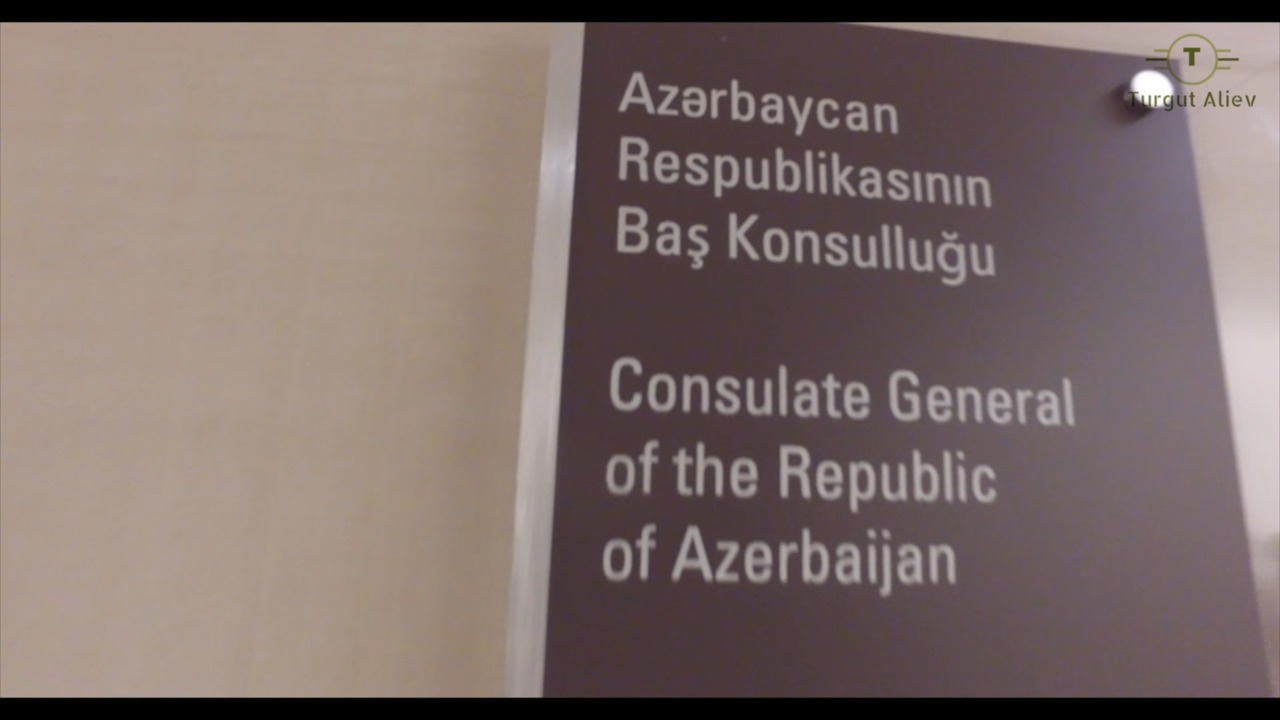 Azərbaycan
Respublikasının
Baş Konsulluğu
Consulate General
of the Republic
of Azerbaijan
T
Turgut Aliev